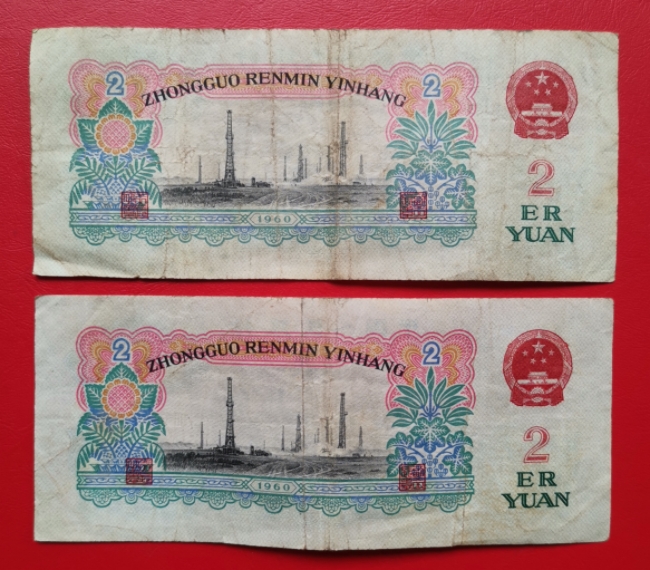 2 ZHONGGUO RENMIN YINHANG 2
2
ER
YUAN
1960
2 ZHONGGUO RENMIN YINHANG 2
2
ER
YUAN
1960